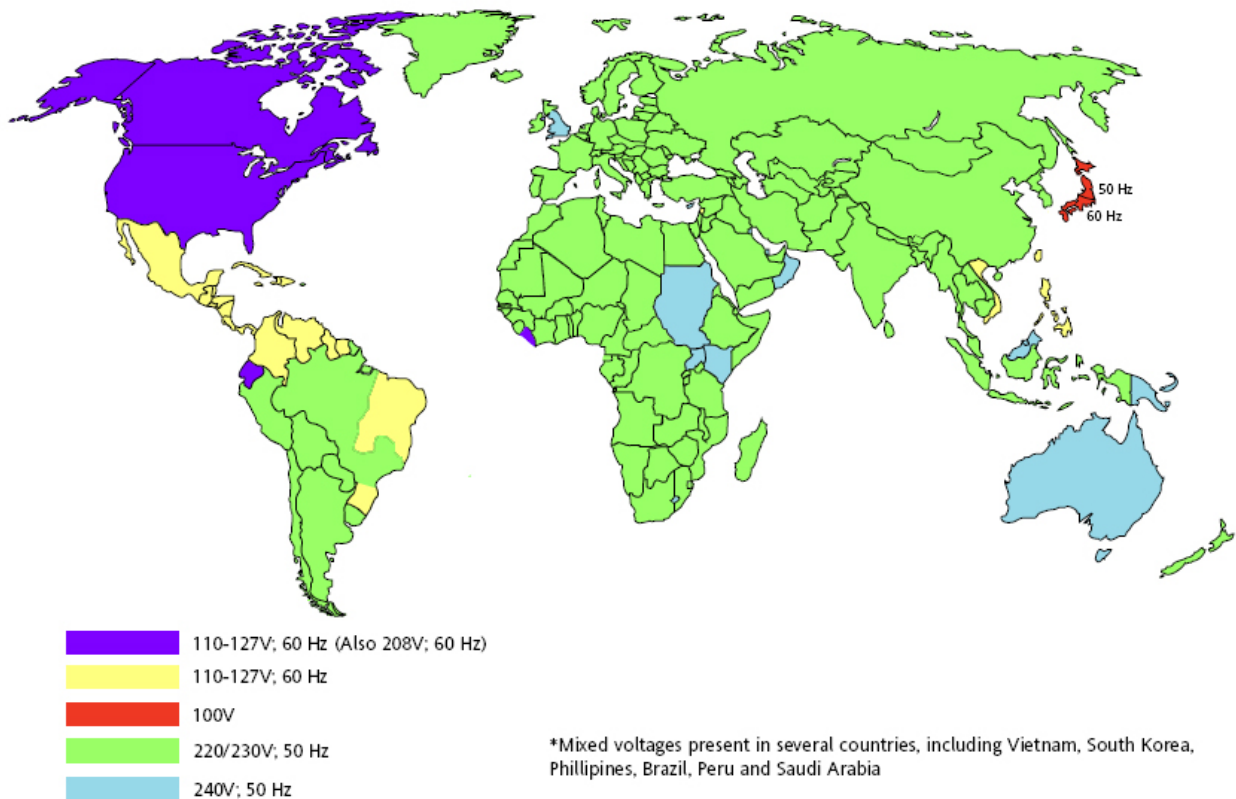 50 Hz
60 Hz
110-127V; 60 Hz (Also 208V; 60 Hz)
110-127V; 60 Hz
100V
220/230V; 50 Hz
240V; 50 Hz
*Mixed voltages present in several countries, including Vietnam, South Korea,
Phillipines, Brazil, Peru and Saudi Arabia